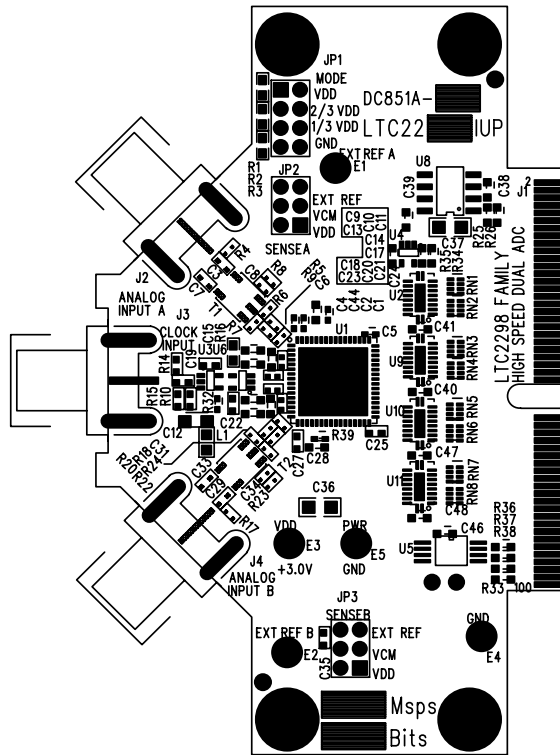 JP1
MODE
VDD
2/3 VDD
1/3 VDD
GND
DC851A-
LTC22 IUP
R1
R2
R3
JP2
EXT REF A
E1
EXT REF
VCM
VDD
SENSEA
U8
C39
C38
2
J1
R25
R26
C37
R35
R34
C9
C13
C10
C11
C14
C17
C18
C23
C20
C21
C24
U4
U2
RN1
RN2
C41
U9
RN4
RN3
C40
U10
RN5
RN6
C47
U11
RN7
RN8
C48
LTC2298 FAMILY
HIGH SPEED DUAL ADC
J2
ANALOG
INPUT A
R4
C3
C7
C8
R8
T1
R6
R7
R5
R9
C6
C4
C44
C2
C1
C5
U1
J3
CLOCK
INPUT
R14
C19
C15
R16
U3
U6
R15
R10
R32
C12
L1
C22
R18
C31
R20
R24
R22
C33
C29
C34
R23
R17
T2
C27
C28
R39
C25
C36
J4
ANALOG
INPUT B
VDD
E3
+3.0V
PWR
E5
GND
U5
C46
R36
R37
R38
R33
100
JP3
SENSEB
EXT REF B
E2
C35
EXT REF
VCM
VDD
GND
E4
Msps
Bits